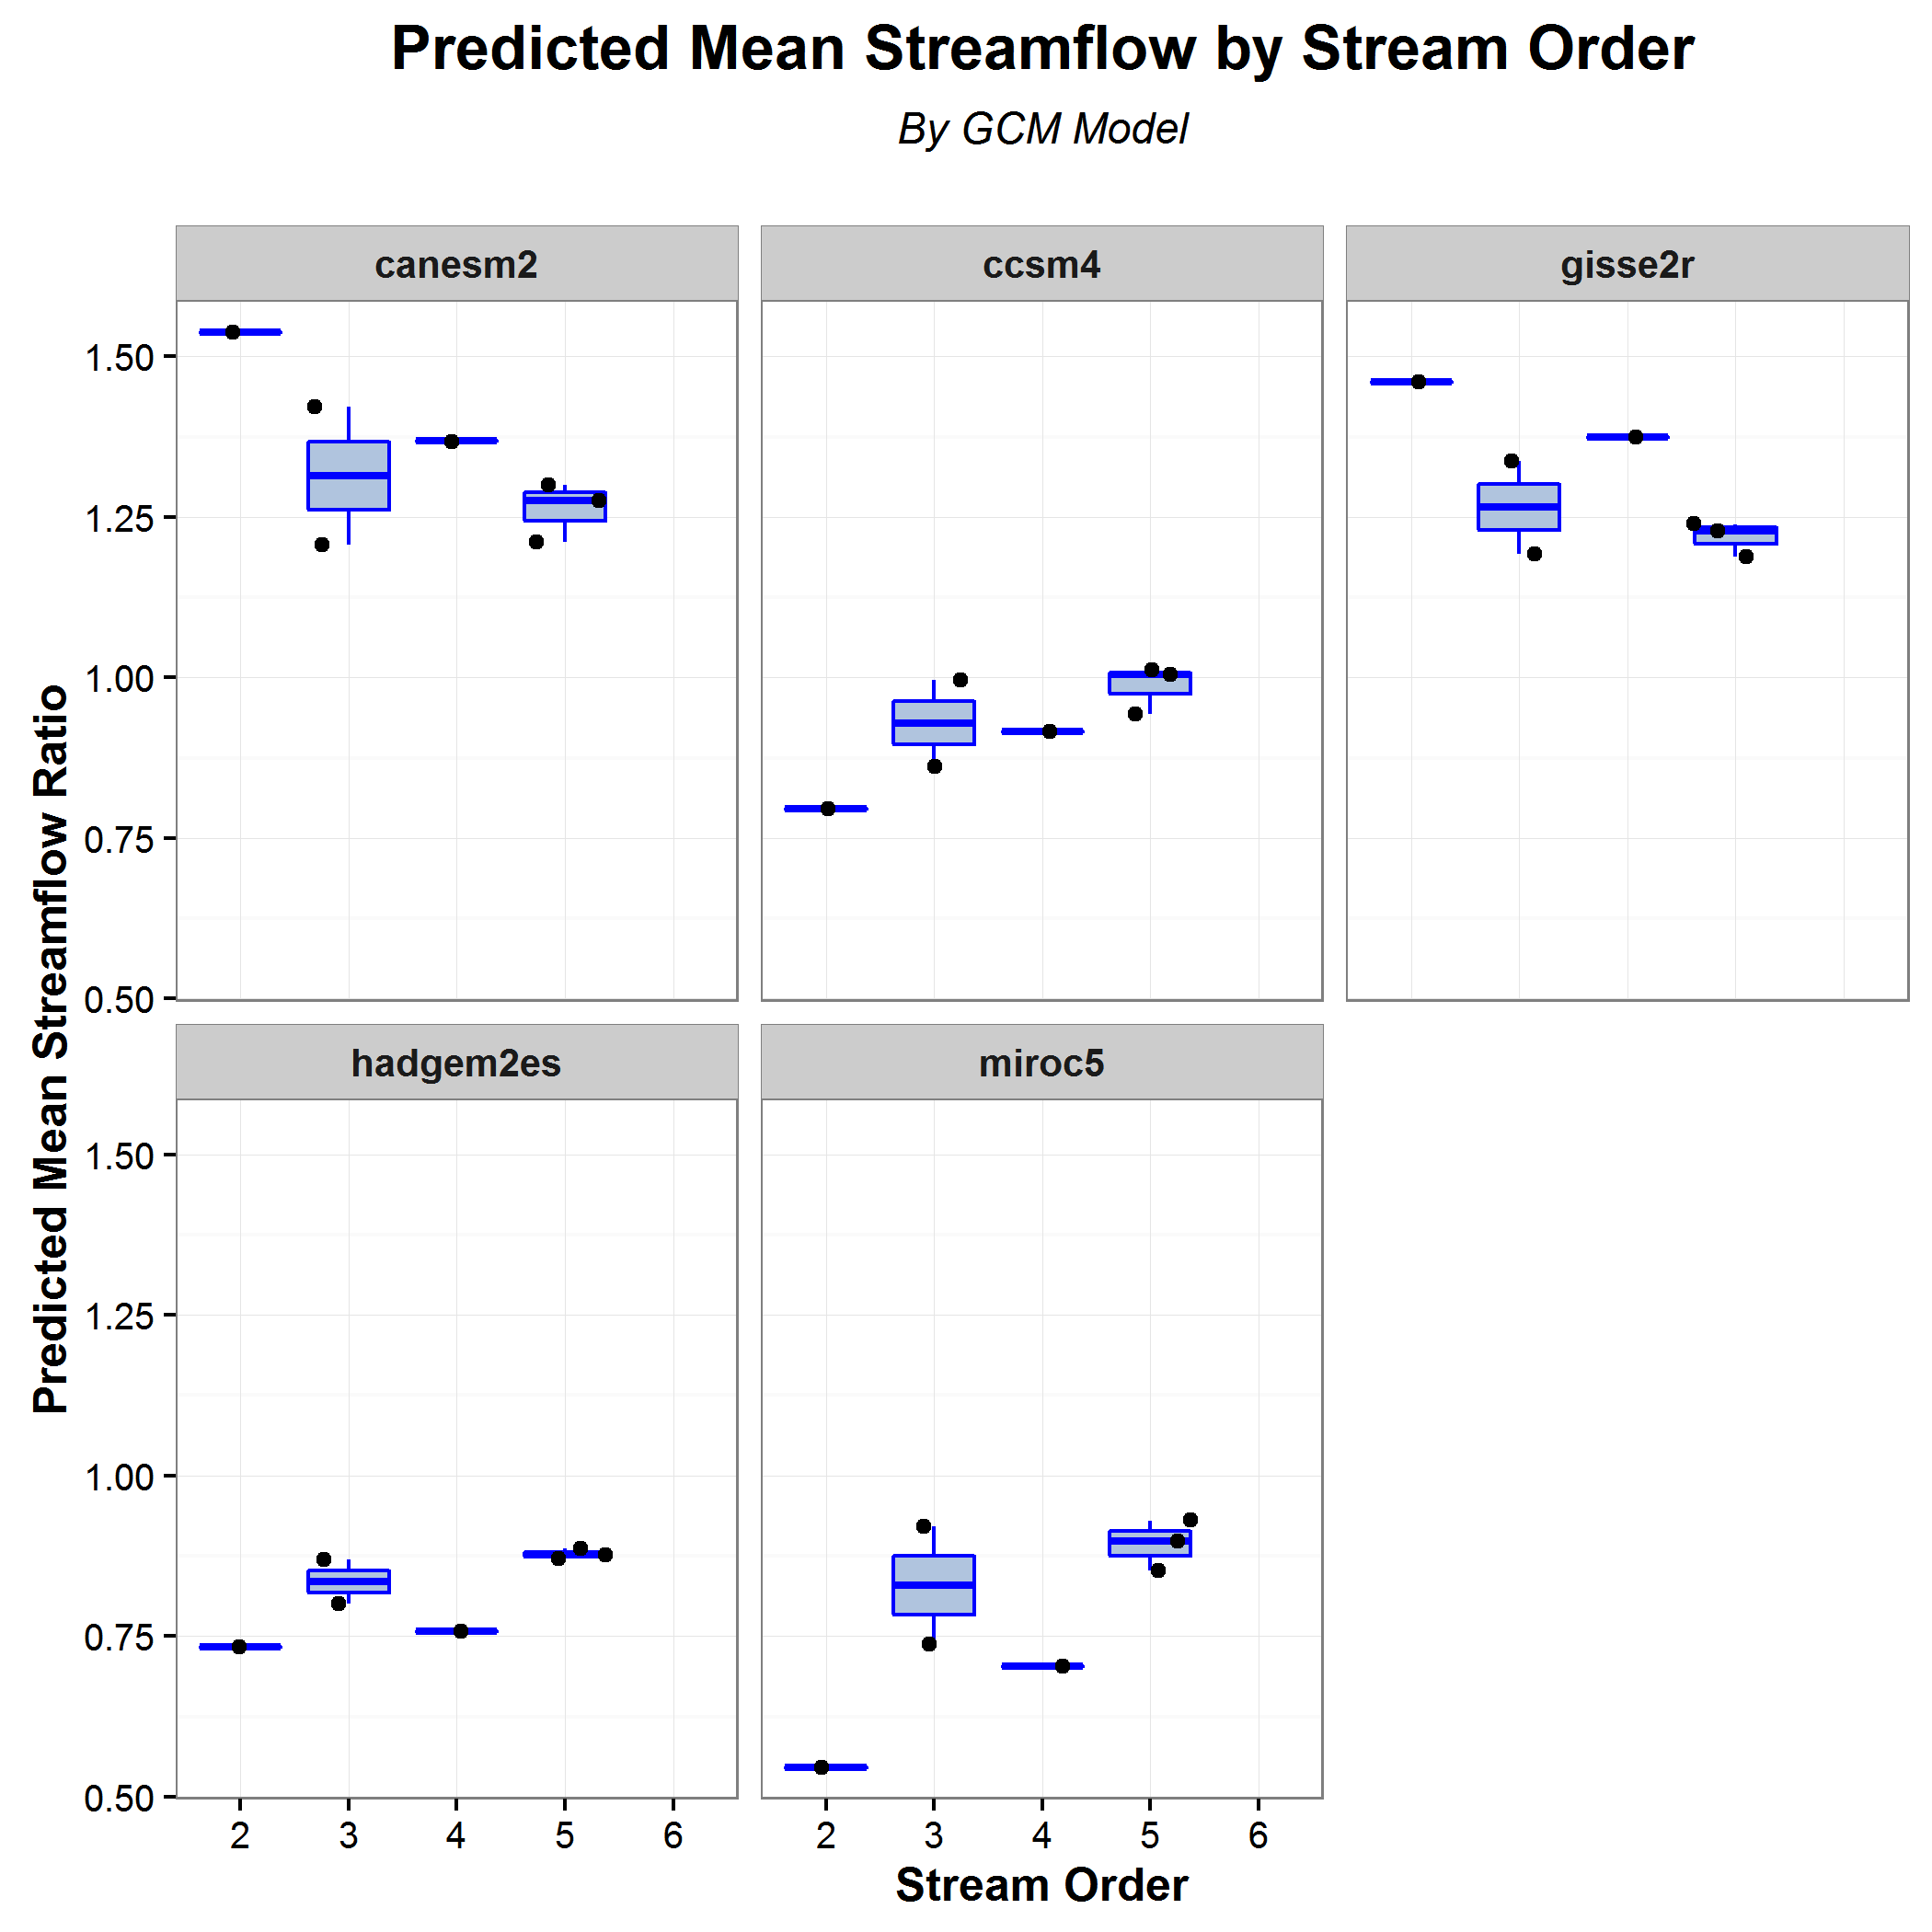 Predicted Mean Streamflow by Stream Order
By GCM Model
canesm2
ccsm4
gisse2r
1.50
1.25
1.00
0.75
0.50
Predicted Mean Streamflow Ratio
hadgem2es
miroc5
1.50
1.25
1.00
0.75
0.50
2 3 4 5 6
2 3 4 5 6
Stream Order